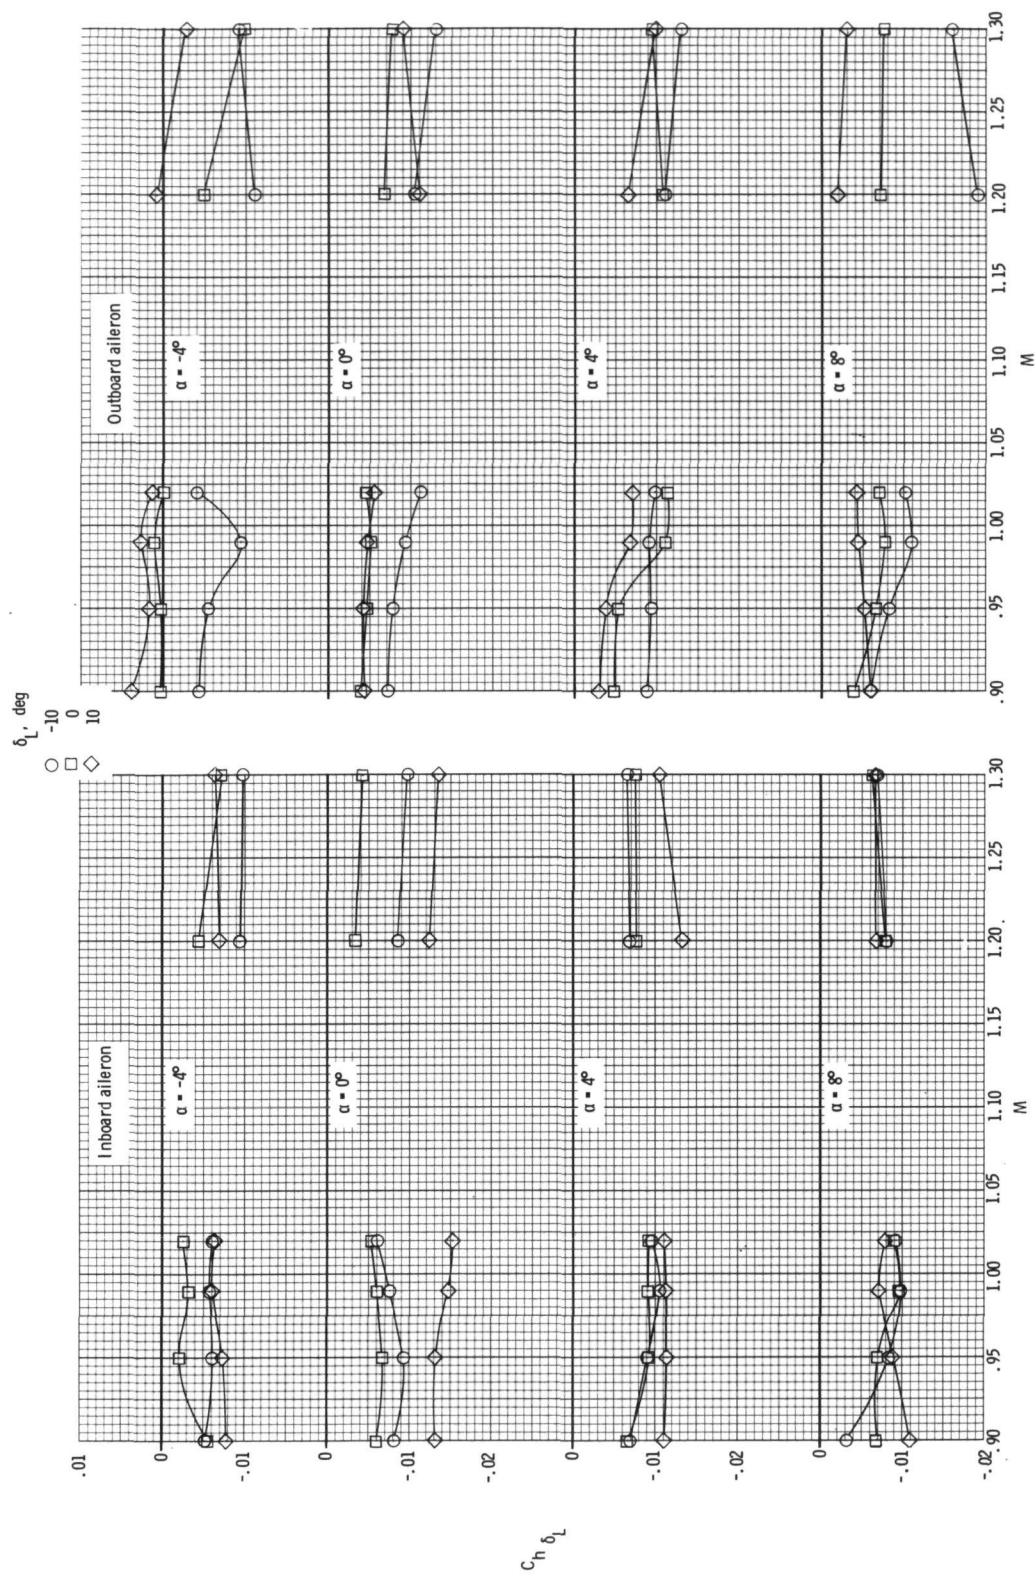 δL, deg
○ -10
□ 0
◇ 10
Inboard aileron
Outboard aileron
.01
0
-.01
0
-.01
-.02
0
-.01
-.02
0
-.01
-.02
Ch δL
α = -4°
α = 0°
α = 4°
α = 8°
α = -4°
α = 0°
α = 4°
α = 8°
.90 .95 1.00 1.05 1.10 1.15 1.20 1.25 1.30
.90 .95 1.00 1.05 1.10 1.15 1.20 1.25 1.30
M
M